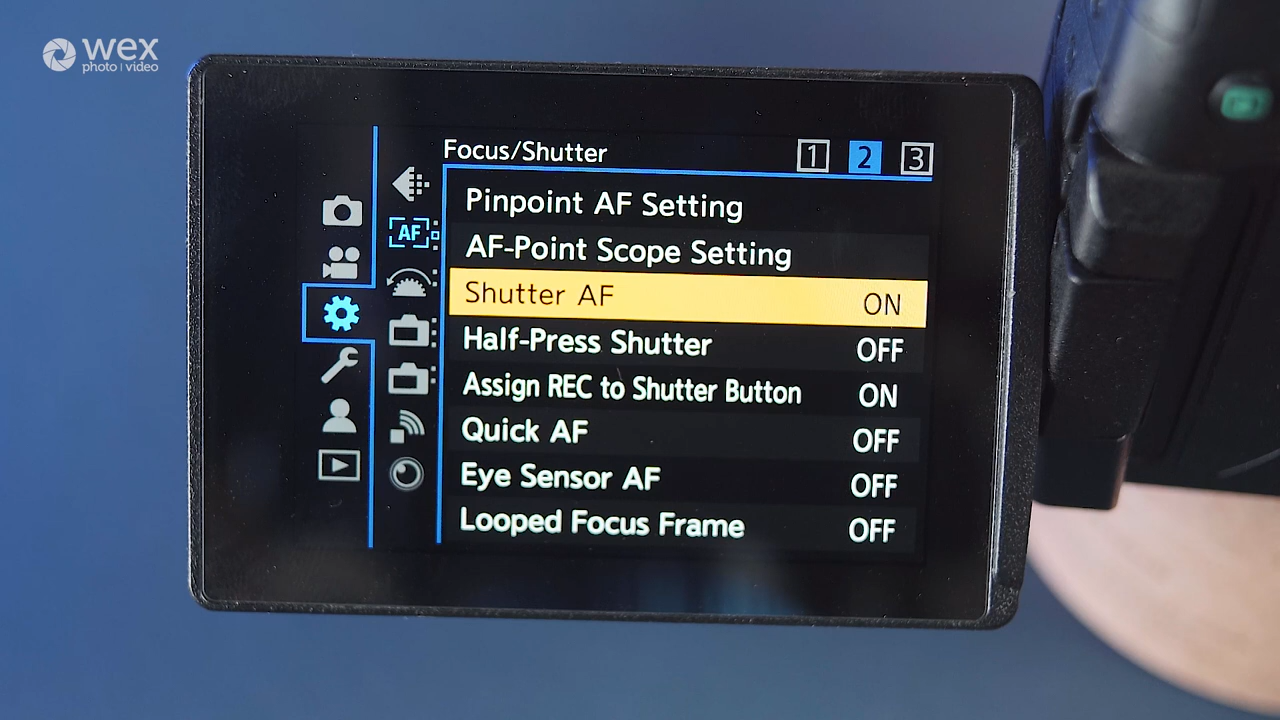 wex
photo | video
Focus/Shutter 1 2 3
Pinpoint AF Setting
AF-Point Scope Setting
Shutter AF ON
Half-Press Shutter OFF
Assign REC to Shutter Button ON
Quick AF OFF
Eye Sensor AF OFF
Looped Focus Frame OFF
AF